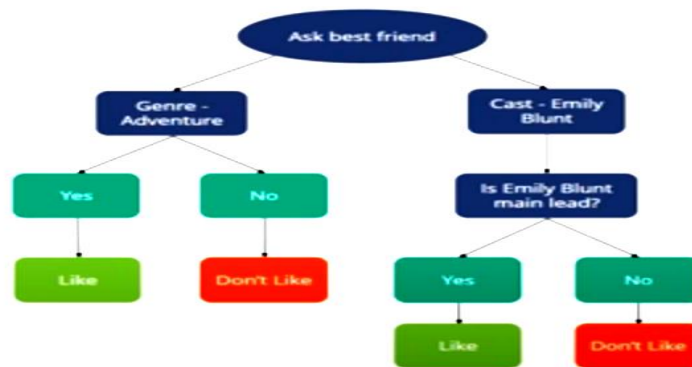 Ask best friend
Genre -
Adventure
Cast - Emily
Blunt
Yes
No
Is Emily Blunt
main lead?
Like
Don't Like
Yes
No
Like
Don't Like